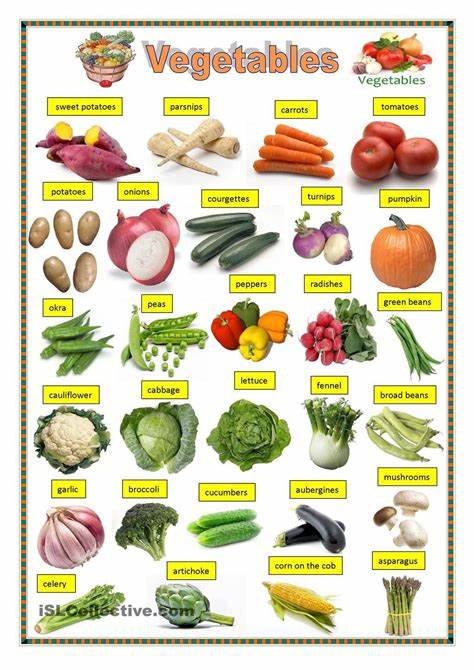 Vegetables
Vegetables
sweet potatoes
parsnips
carrots
tomatoes
potatoes
onions
courgettes
turnips
pumpkin
okra
peas
peppers
radishes
green beans
cauliflower
cabbage
lettuce
fennel
broad beans
garlic
broccoli
cucumbers
aubergines
mushrooms
celery
artichoke
corn on the cob
asparagus
iSLCollective.com